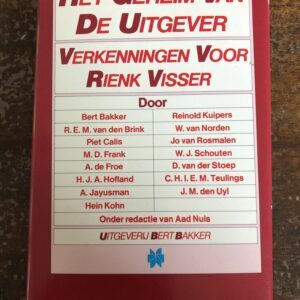 HET GEHEIM VAN
DE UITGEVER
VERKENNINGEN VOOR
RIENK VISSER
Door
Bert Bakker
R. E. M. van den Brink
Piet Calis
M. D. Frank
A. de Froe
H. J. A. Hofland
A. Jayusman
Hein Kohn
Reinold Kuipers
W. van Norden
Jo van Rosmalen
W. J. Schouten
D. van der Stoep
C. H. I. E. M. Teulings
J. M. den Uyl
Onder redactie van Aad Nuis
UITGEVERIJ BERT BAKKER